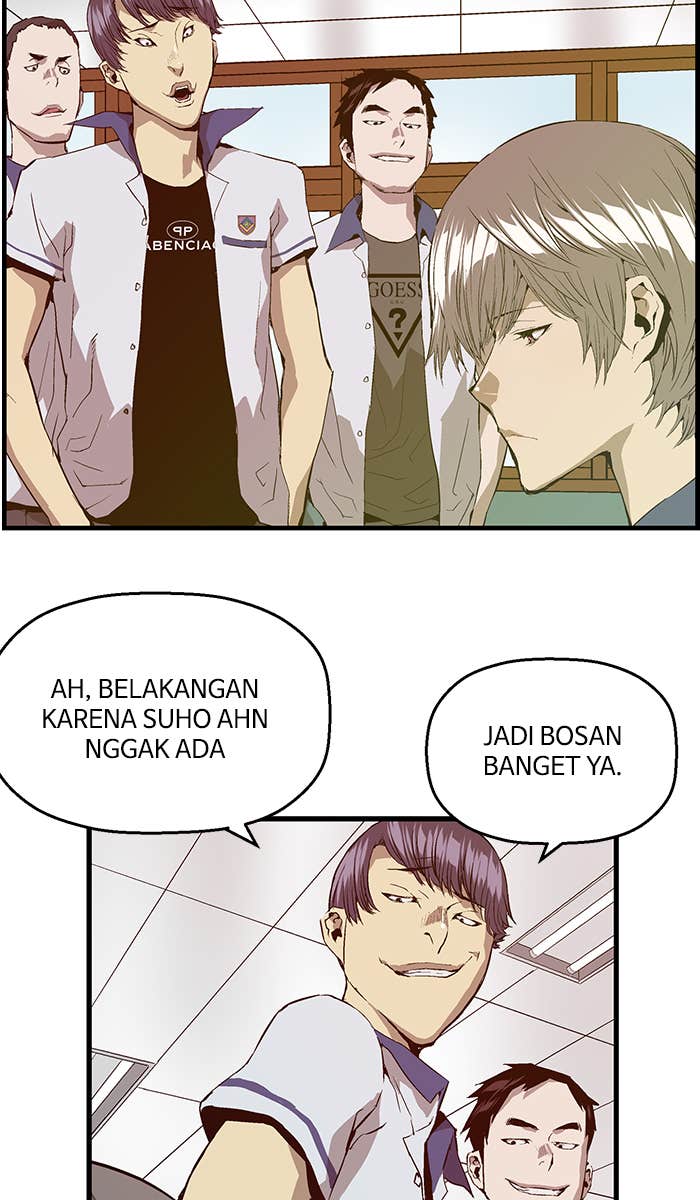 ABENCIAG
GOESS
?
AH, BELAKANGAN
KARENA SUHO AHN
NGGAK ADA
JADI BOSAN
BANGET YA.